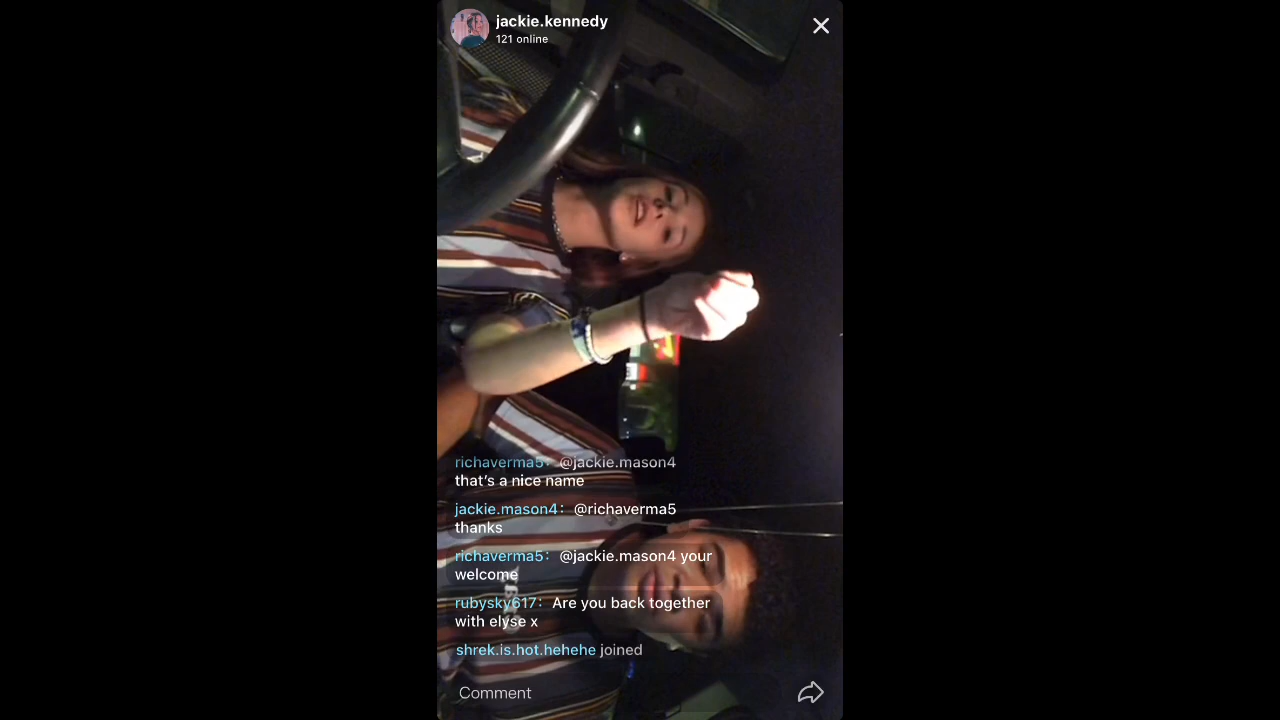 jackie.kennedy
121 online
richaverma5: @jackie.mason4
that's a nice name
jackie.mason4: @richaverma5
thanks
richaverma5: @jackie.mason4 your
welcome
rubysky617: Are you back together
with elyse x
shrek.is.hot.hehehe joined
Comment